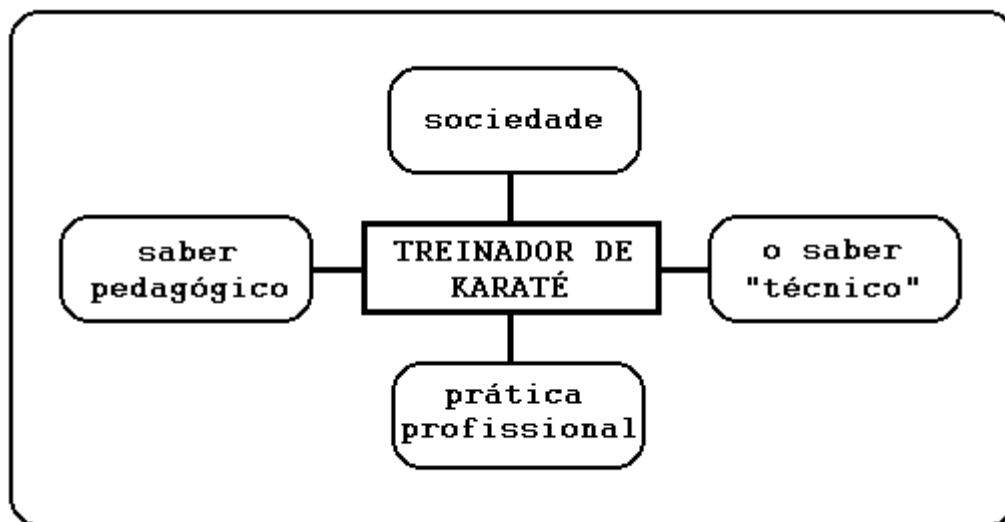 sociedade
saber
pedagógico
TREINADOR DE
KARATÉ
o saber
"técnico"
prática
profissional